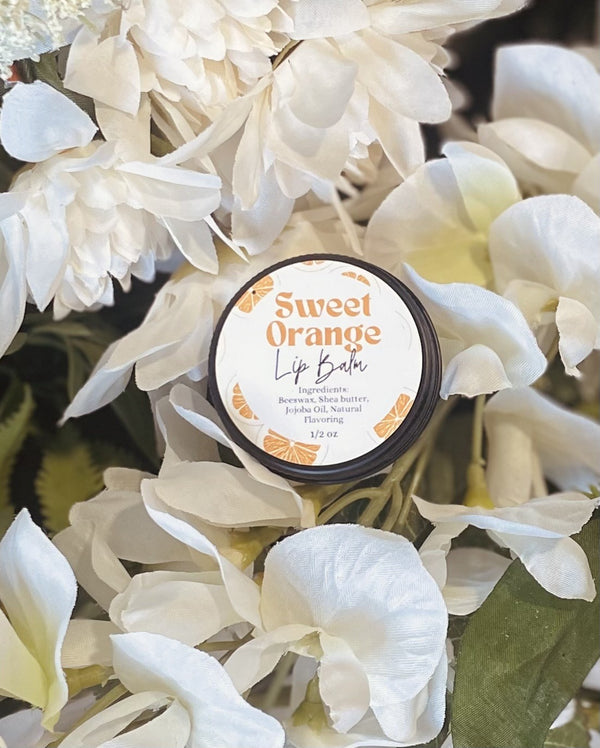 Sweet
Orange
Lip Balm
Ingredients:
Beeswax, Shea butter,
Jojoba Oil, Natural
Flavoring
1/2 oz